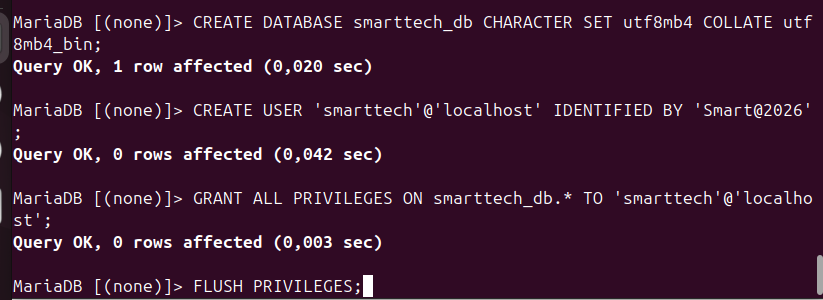 MariaDB [(none)]> CREATE DATABASE smarttech_db CHARACTER SET utf8mb4 COLLATE utf
8mb4_bin;
Query OK, 1 row affected (0,020 sec)
MariaDB [(none)]> CREATE USER 'smarttech'@'localhost' IDENTIFIED BY 'Smart@2026'
;
Query OK, 0 rows affected (0,042 sec)
MariaDB [(none)]> GRANT ALL PRIVILEGES ON smarttech_db.* TO 'smarttech'@'localho
st';
Query OK, 0 rows affected (0,003 sec)
MariaDB [(none)]> FLUSH PRIVILEGES;